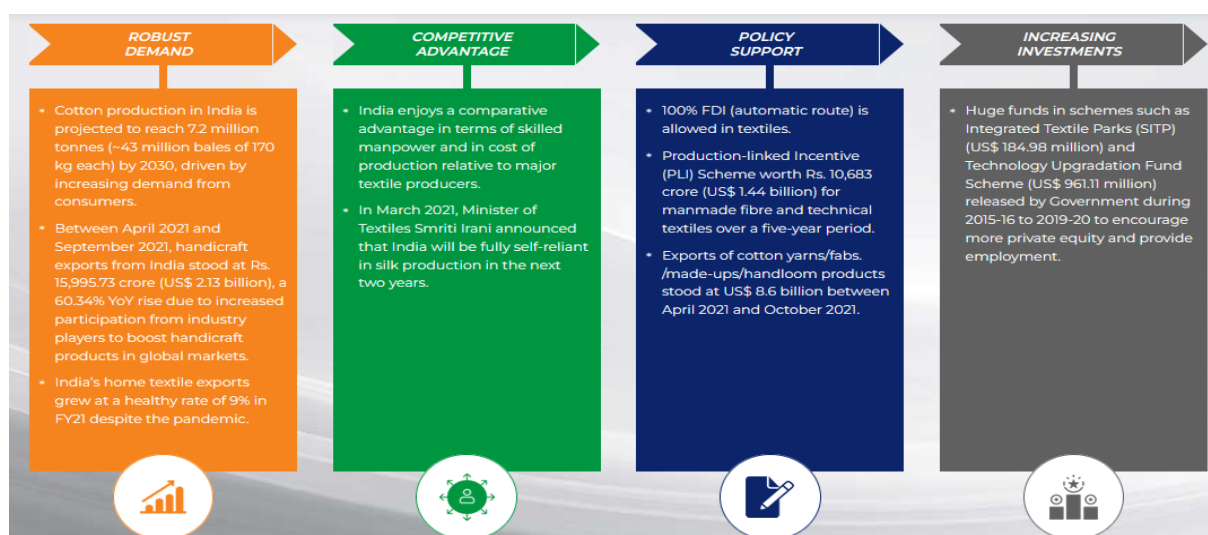 ROBUST
DEMAND
• Cotton production in India is
projected to reach 7.2 million
tonnes (~43 million bales of 170
kg each) by 2030, driven by
increasing demand from
consumers.
• Between April 2021 and
September 2021, handicraft
exports from India stood at Rs.
15,995.73 crore (US$ 2.13 billion), a
60.34% YoY rise due to increased
participation from industry
players to boost handicraft
products in global markets.
• India's home textile exports
grew at a healthy rate of 9% in
FY21 despite the pandemic.
COMPETITIVE
ADVANTAGE
• India enjoys a comparative
advantage in terms of skilled
manpower and in cost of
production relative to major
textile producers.
• In March 2021, Minister of
Textiles Smriti Irani announced
that India will be fully self-reliant
in silk production in the next
two years.
POLICY
SUPPORT
• 100% FDI (automatic route) is
allowed in textiles.
• Production-linked Incentive
(PLI) Scheme worth Rs. 10,683
crore (US$ 1.44 billion) for
manmade fibre and technical
textiles over a five-year period.
• Exports of cotton yarns/fabs.
/made-ups/handloom products
stood at US$ 8.6 billion between
April 2021 and October 2021.
INCREASING
INVESTMENTS
• Huge funds in schemes such as
Integrated Textile Parks (SITP)
(US$ 184.98 million) and
Technology Upgradation Fund
Scheme (US$ 961.11 million)
released by Government during
2015-16 to 2019-20 to encourage
more private equity and provide
employment.